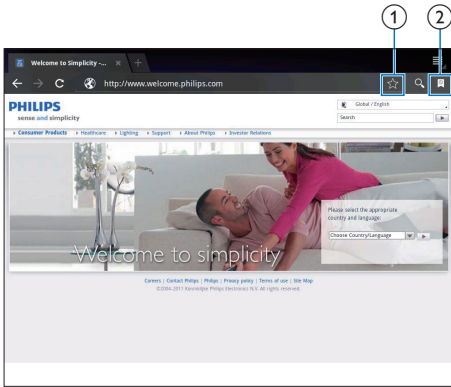 1 2
Welcome to Simplicity -...
http://www.welcome.philips.com
PHILIPS
sense and simplicity
Global / English
Search
Consumer Products Healthcare Lighting Support About Philips Investor Relations
Please select the appropriate
country and language:
Choose Country/Language
Welcome to simplicity
Careers | Contact Philips | Philips | Privacy policy | Terms of use | Site Map
©2004-2011 Koninklijke Philips Electronics N.V. All rights reserved.